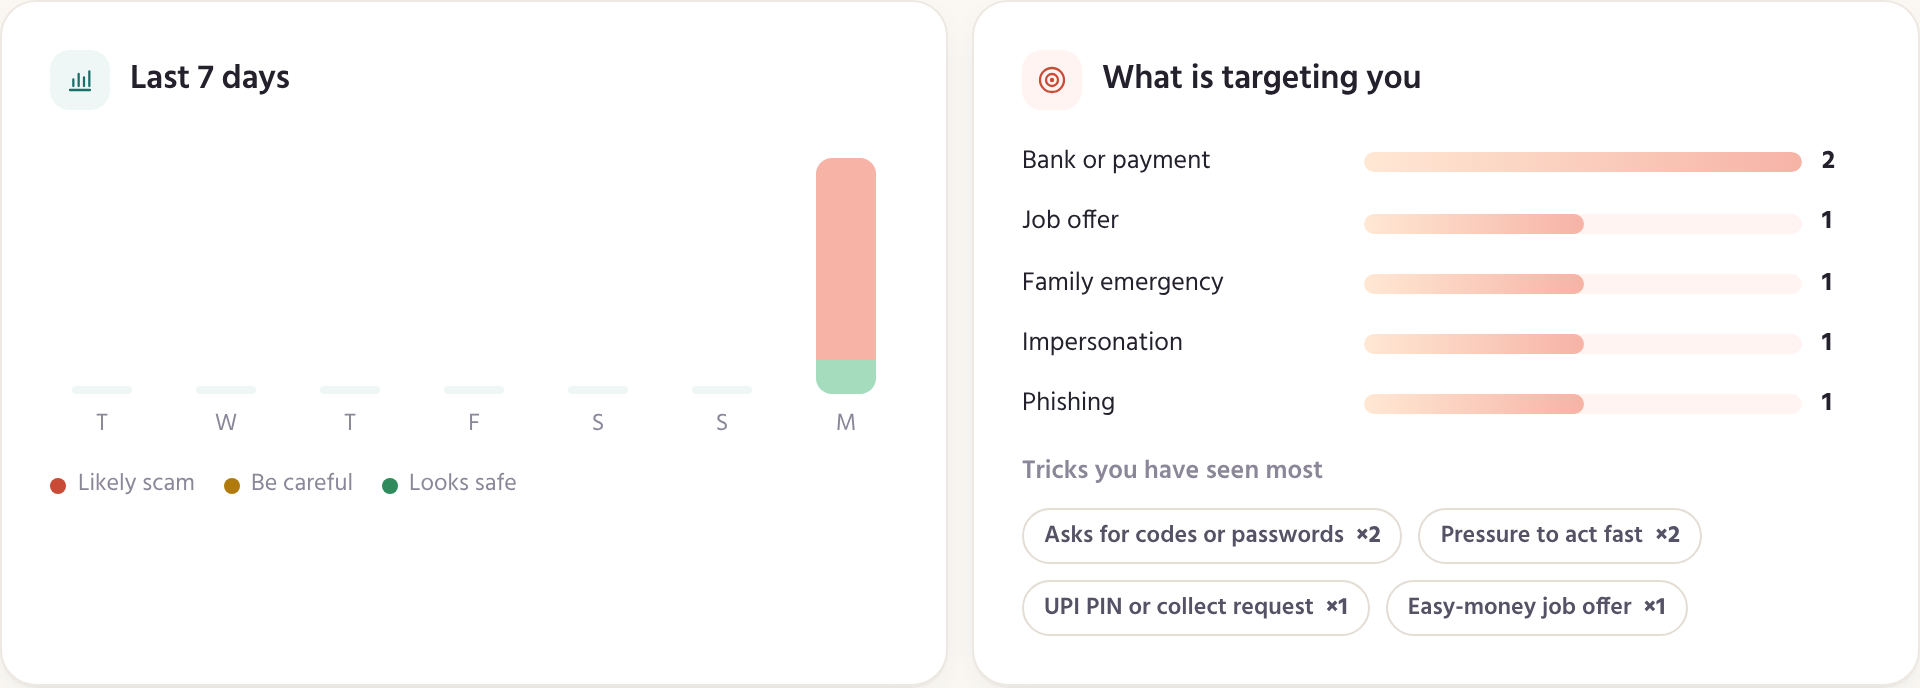 Last 7 days
T W T F S S M
Likely scam Be careful Looks safe
What is targeting you
Bank or payment 2
Job offer 1
Family emergency 1
Impersonation 1
Phishing 1
Tricks you have seen most
Asks for codes or passwords ×2 Pressure to act fast ×2
UPI PIN or collect request ×1 Easy-money job offer ×1